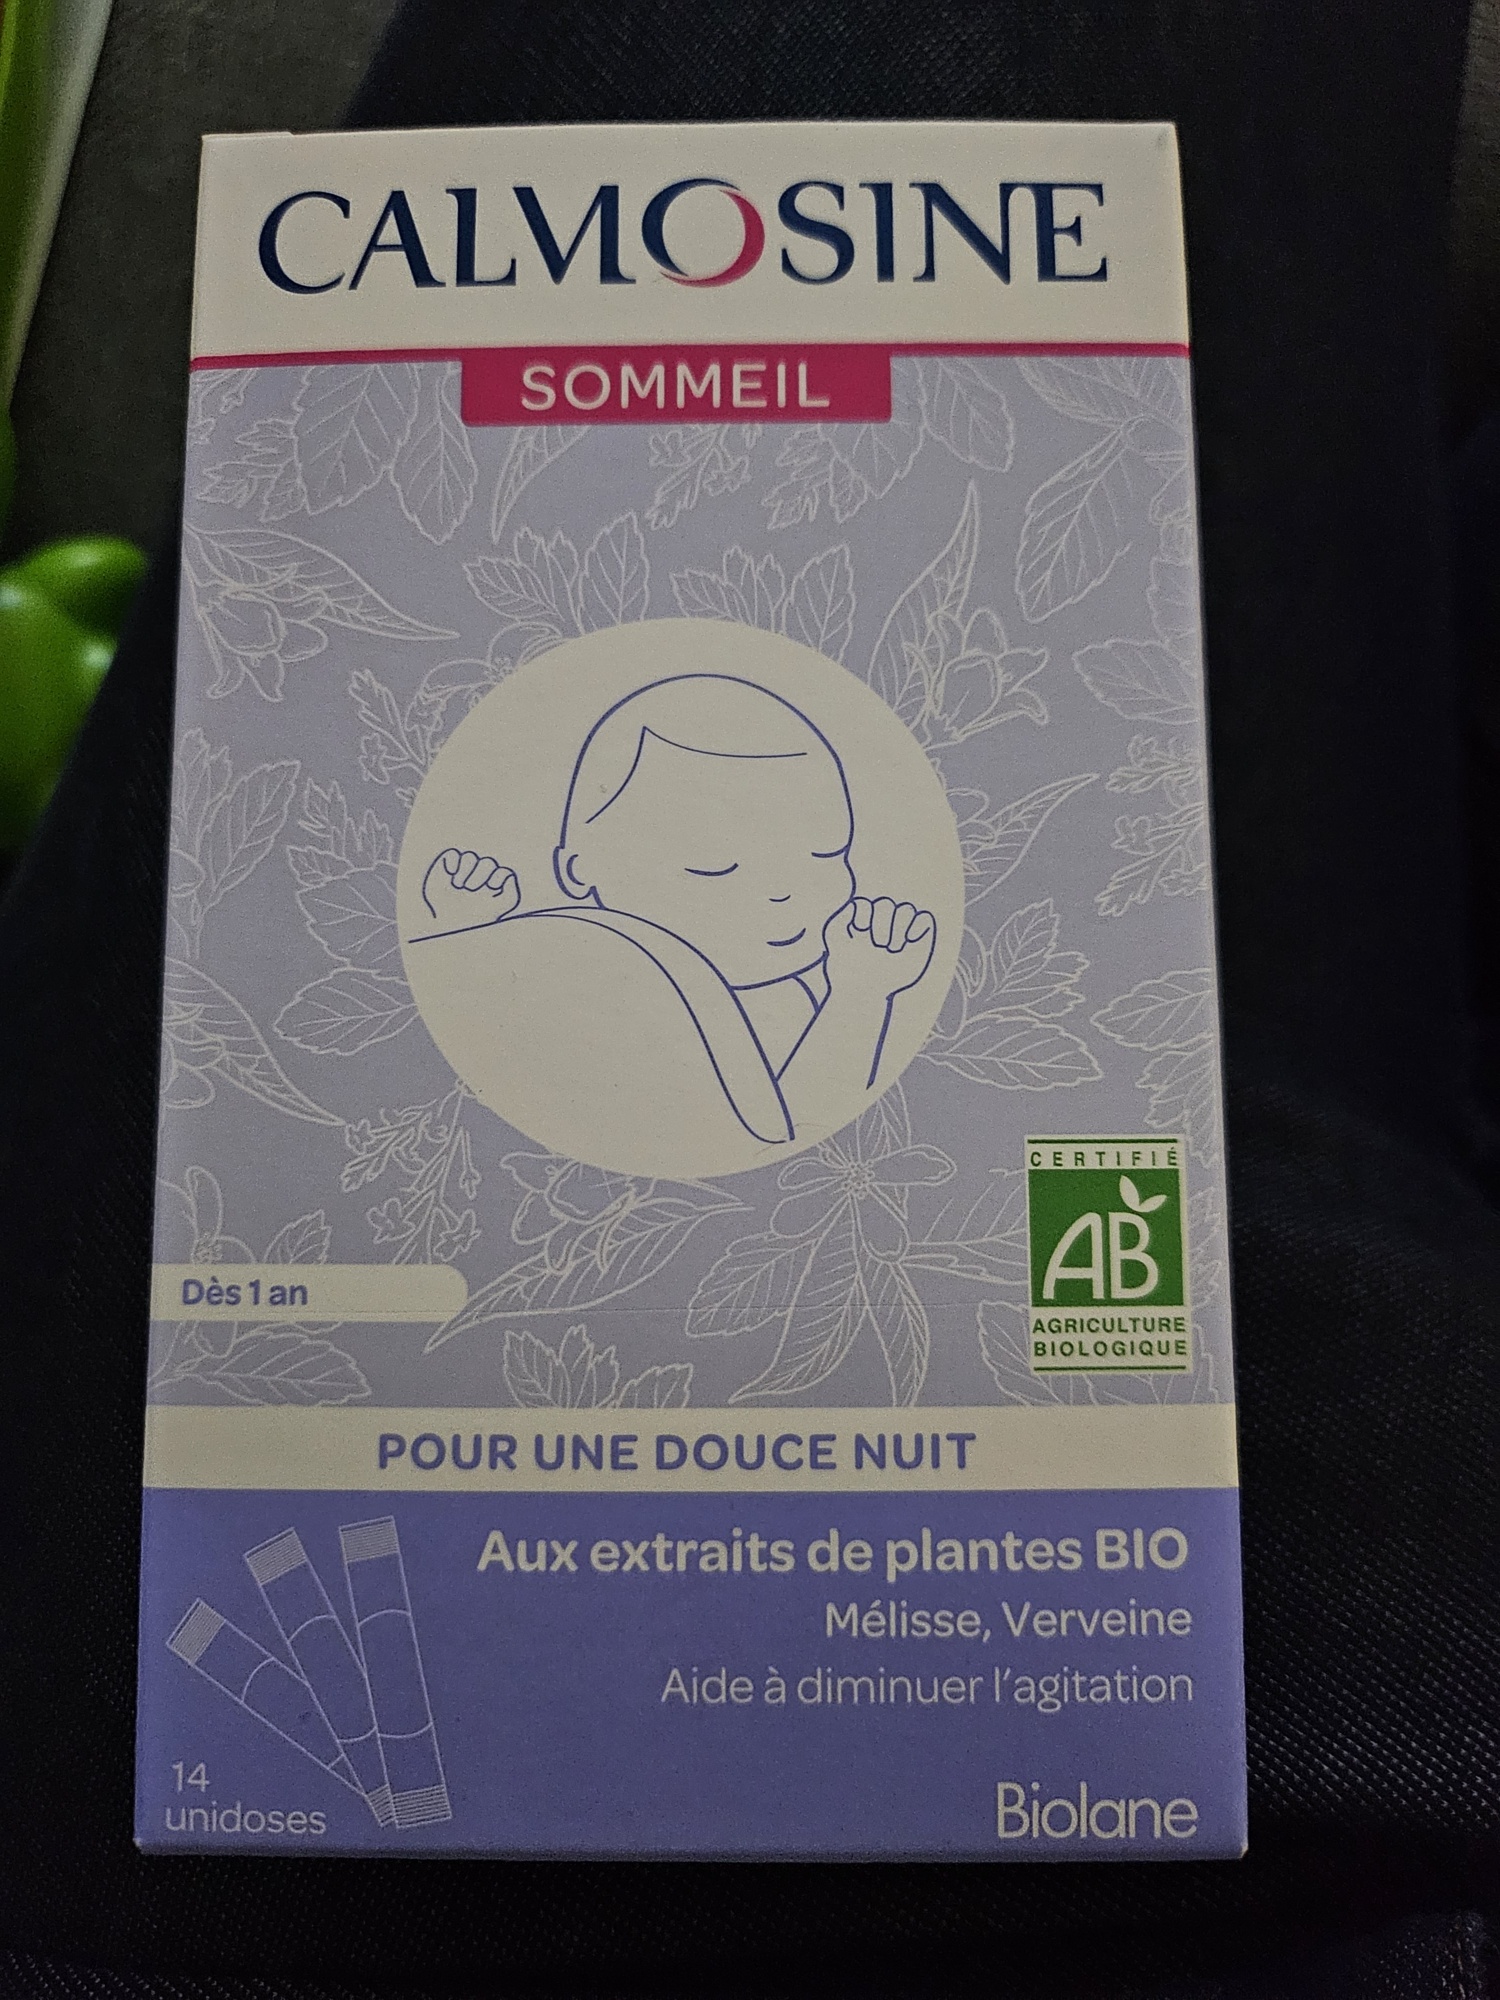 CALMOSINE
SOMMEIL
CERTIFIÉ
AB
AGRICULTURE
BIOLOGIQUE
Dès 1 an
POUR UNE DOUCE NUIT
Aux extraits de plantes BIO
Mélisse, Verveine
Aide à diminuer l'agitation
14
unidoses
Biolane